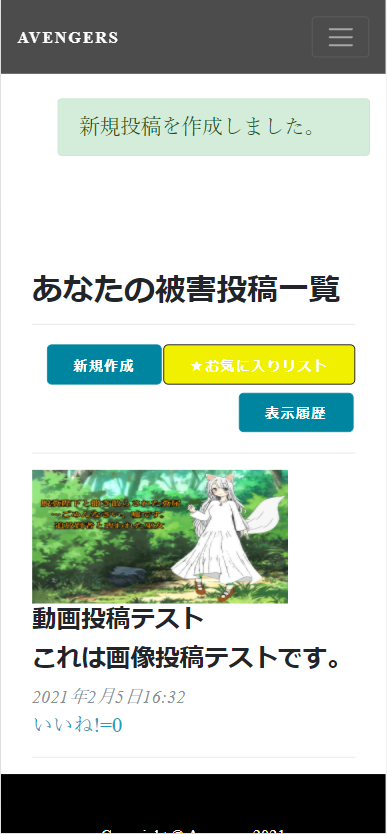 AVENGERS
新規投稿を作成しました。
あなたの被害投稿一覧
新規作成
★お気に入りリスト
表示履歴
動画投稿テスト
これは画像投稿テストです。
2021年2月5日16:32
いいね!=0